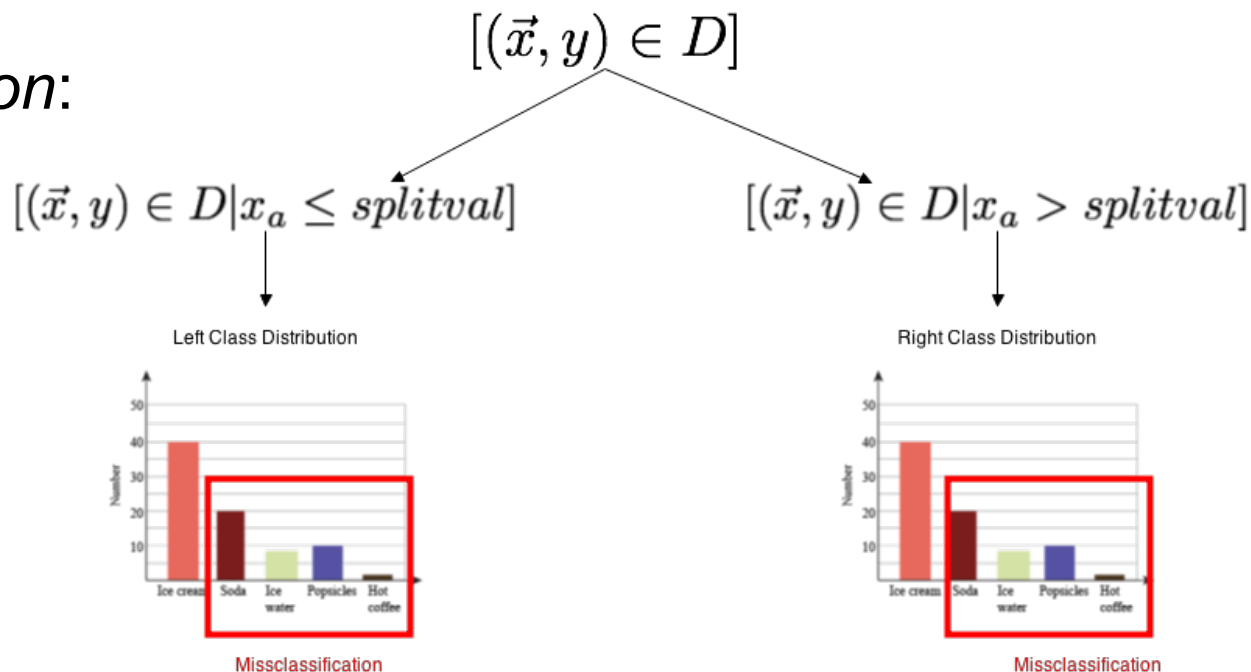 [(x⃗, y) ∈ D]
on:
[(x⃗, y) ∈ D|xₐ ≤ splitval]
[(x⃗, y) ∈ D|xₐ > splitval]
Left Class Distribution
Right Class Distribution
50
40
30
20
10
Number
Ice cream Soda Ice water Popsicles Hot coffee
50
40
30
20
10
Number
Ice cream Soda Ice water Popsicles Hot coffee
Missclassification
Missclassification